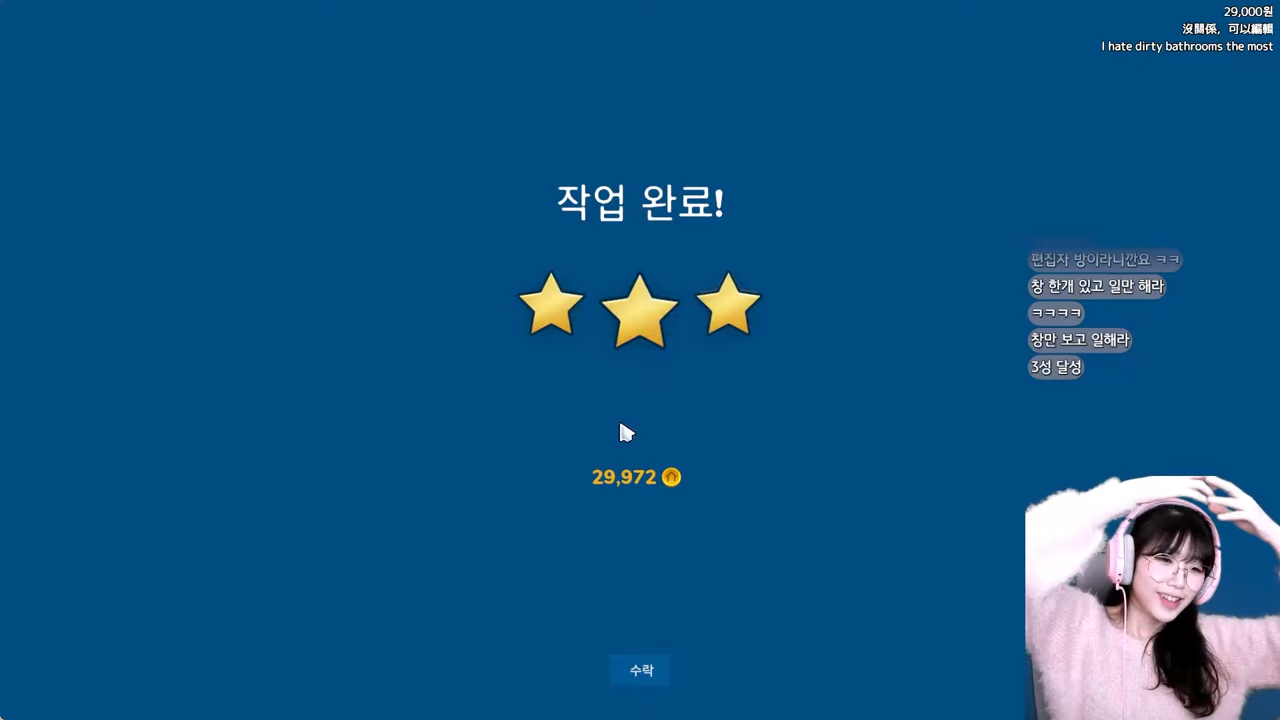 29,000원
沒關係, 可以編輯
I hate dirty bathrooms the most
작업 완료!
29,972
편집자 방이라니깐요 ㅋㅋ
창 한개 있고 일만 해라
ㅋㅋㅋㅋ
창만 보고 일해라
3성 달성
수락